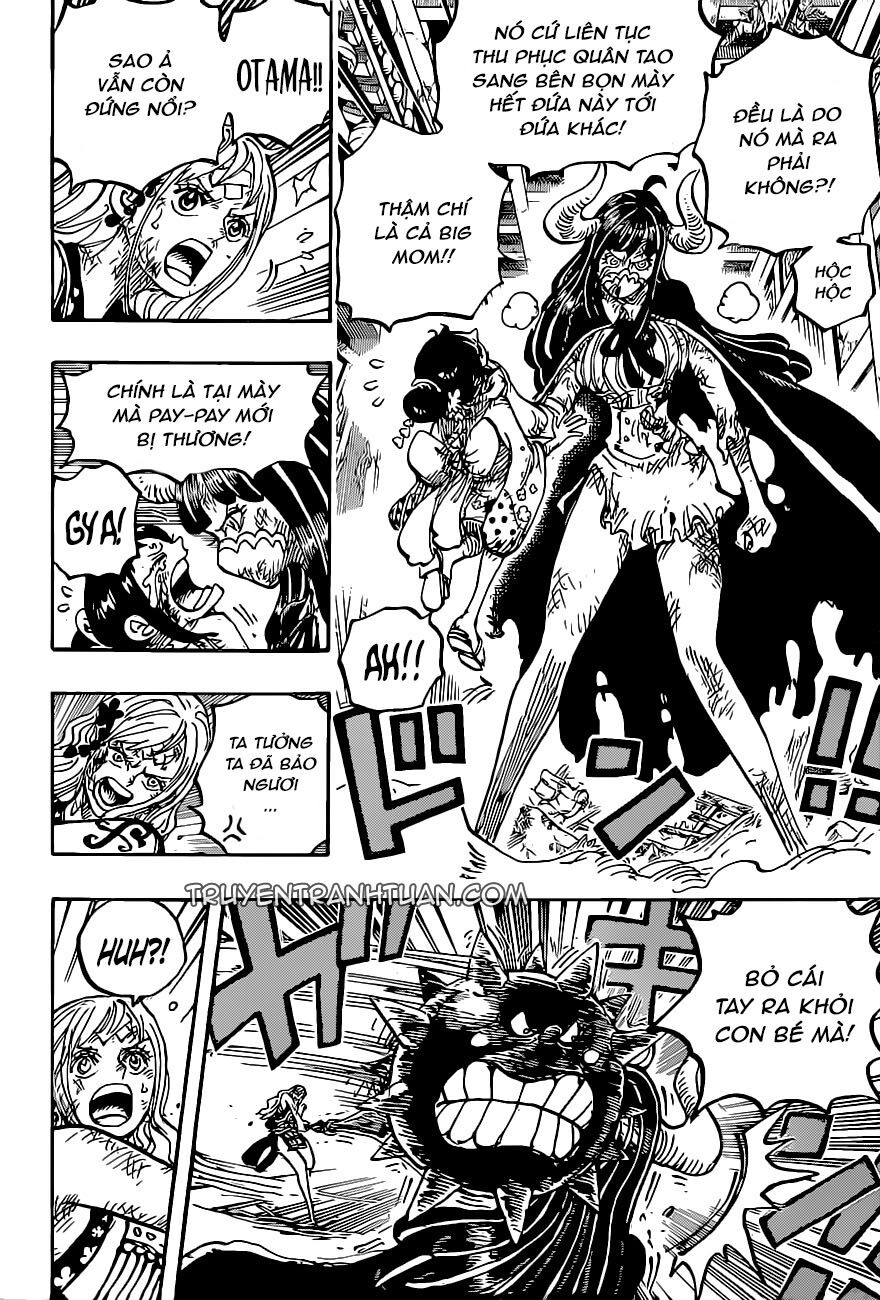 NÓ CỨ LIÊN TỤC
THU PHỤC QUÂN TAO
SANG BÊN BỌN MÀY
HẾT ĐỨA NÀY TỚI
ĐỨA KHÁC!
ĐỀU LÀ DO
NÓ MÀ RA
PHẢI
KHÔNG?!
THẬM CHÍ
LÀ CẢ BIG
MOM!!
HỘC
HỘC
AH!!
ドド
SAO Ả
VẪN CÒN
ĐỨNG NỔI?
OTAMA!!
CHÍNH LÀ TẠI MÀY
MÀ PAY-PAY MỚI
BỊ THƯƠNG!
GYA!
TA TƯỞNG
TA ĐÃ BẢO
NGƯƠI
...
TRUYENTRANHTUAN.COM
BỎ CÁI
TAY RA KHỎI
CON BÉ MÀ!
HUH?!